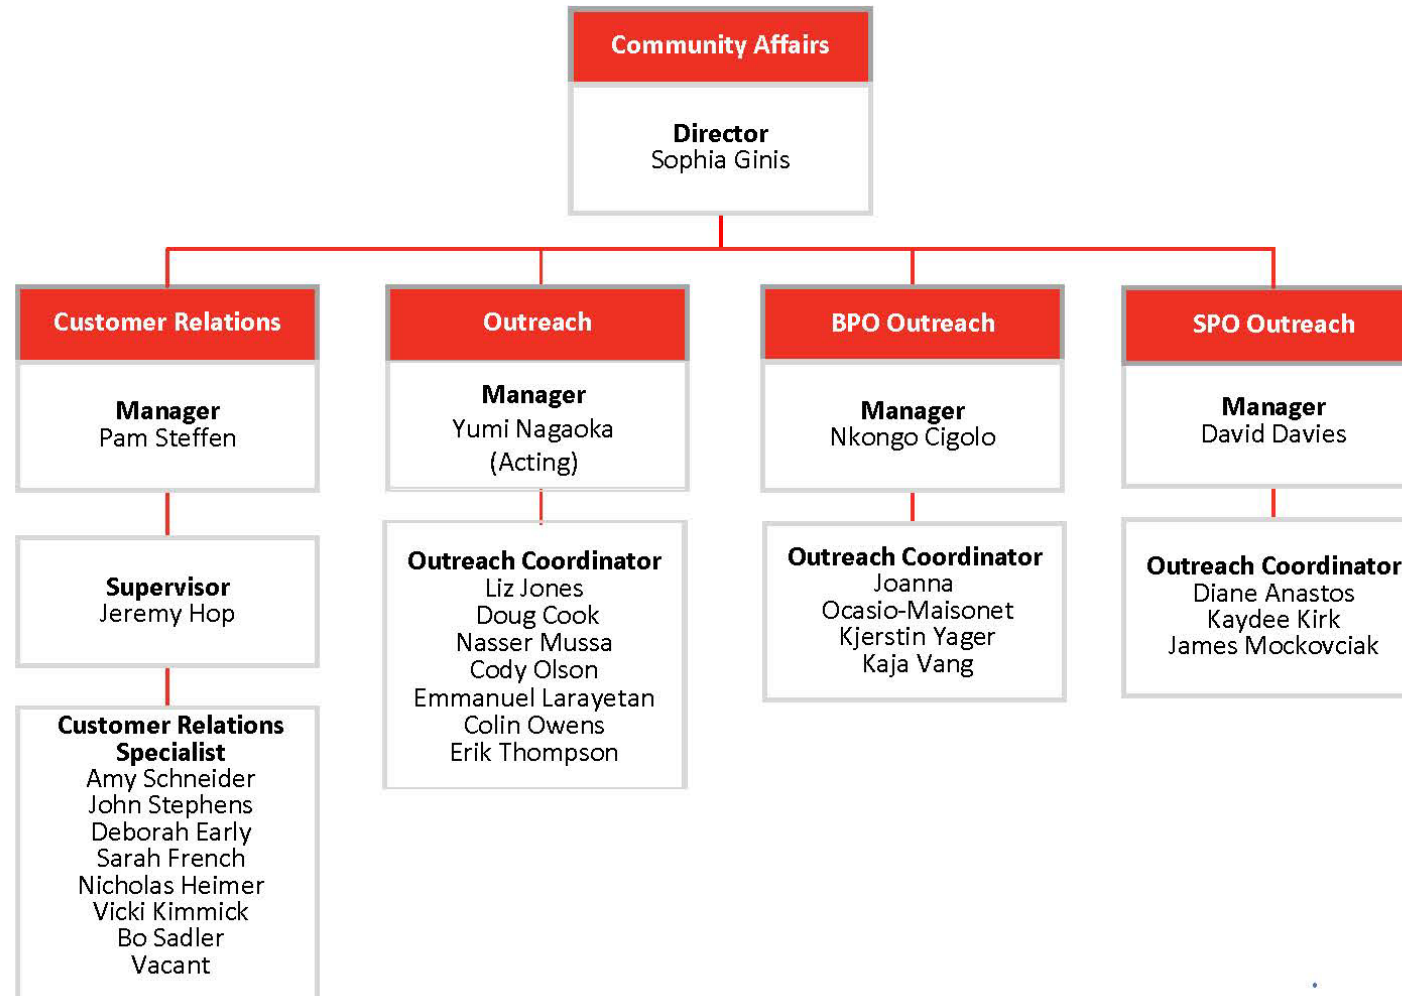 Community Affairs
Director
Sophia Ginis
Customer Relations
Manager
Pam Steffen
Supervisor
Jeremy Hop
Customer Relations
Specialist
Amy Schneider
John Stephens
Deborah Early
Sarah French
Nicholas Heimer
Vicki Kimmick
Bo Sadler
Vacant
Outreach
Manager
Yumi Nagaoka
(Acting)
Outreach Coordinator
Liz Jones
Doug Cook
Nasser Mussa
Cody Olson
Emmanuel Larayetan
Colin Owens
Erik Thompson
BPO Outreach
Manager
Nkongo Cigolo
Outreach Coordinator
Joanna
Ocasio-Maisonet
Kjerstin Yager
Kaja Vang
SPO Outreach
Manager
David Davies
Outreach Coordinator
Diane Anastos
Kaydee Kirk
James Mockovciak